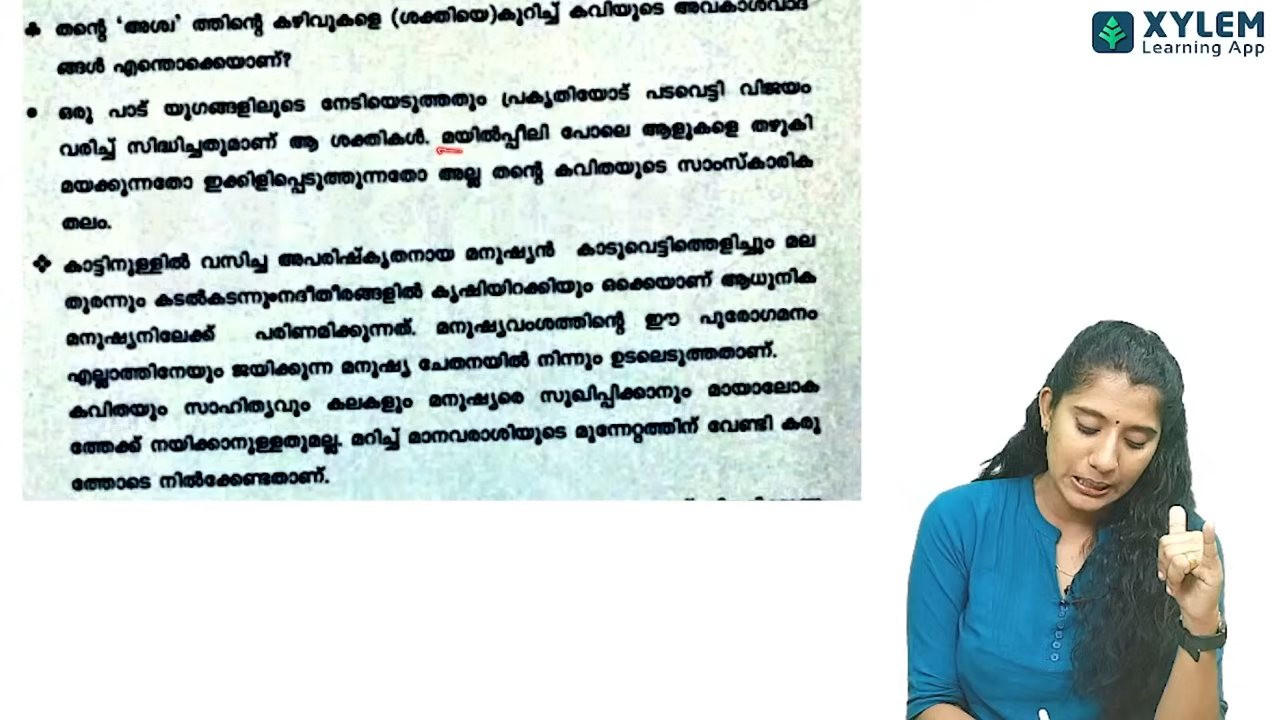 XYLEM
Learning App
തന്റെ ‘അശ്വ’ ത്തിന്റെ കഴിവുകളെ (ശക്തിയെ)കുറിച്ച് കവിയുടെ അവകാശവാദ
ങ്ങൾ എന്തൊക്കെയാണ്?
• ഒരു പാട് യുഗങ്ങളിലൂടെ നേടിയെടുത്തതും പ്രകൃതിയോട് പടവെട്ടി വിജയം
വരിച്ച് സിദ്ധിച്ചതുമാണ് ആ ശക്തികൾ. മയിൽപ്പീലി പോലെ ആളുകളെ തഴുകി
മയക്കുന്നതോ ഇക്കിളിപ്പെടുത്തുന്നതോ അല്ല തന്റെ കവിതയുടെ സാംസ്കാരിക
തലം.
❖ കാട്ടിനുള്ളിൽ വസിച്ച അപരിഷ്കൃതനായ മനുഷ്യൻ കാടുവെട്ടിത്തെളിച്ചും മല
തുരന്നും കടൽകടന്നുംനദീതീരങ്ങളിൽ കൃഷിയിറക്കിയും ഒക്കെയാണ് ആധുനിക
മനുഷ്യനിലേക്ക് പരിണമിക്കുന്നത്. മനുഷ്യവംശത്തിന്റെ ഈ പുരോഗമനം
എല്ലാത്തിനേയും ജയിക്കുന്ന മനുഷ്യ ചേതനയിൽ നിന്നും ഉടലെടുത്തതാണ്.
കവിതയും സാഹിത്യവും കലകളും മനുഷ്യരെ സുഖിപ്പിക്കാനും മായാലോക
ത്തേക്ക് നയിക്കാനുള്ളതുമല്ല. മറിച്ച് മാനവരാശിയുടെ മുന്നേറ്റത്തിന് വേണ്ടി കരു
ത്തോടെ നിൽക്കേണ്ടതാണ്.